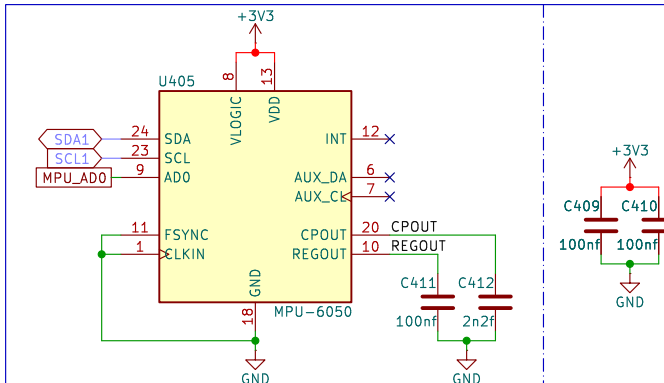 +3V3
U405
8
13
VLOGIC
VDD
SDA1
24
SDA
INT
12
SCL1
23
SCL
MPU_AD0
9
AD0
AUX_DA
6
AUX_CL
7
11
FSYNC
CPOUT
20
CPOUT
1
CLKIN
REGOUT
10
REGOUT
GND
18
MPU-6050
C411
100nf
C412
2n2f
GND
GND
+3V3
C409
100nf
C410
100nf
GND